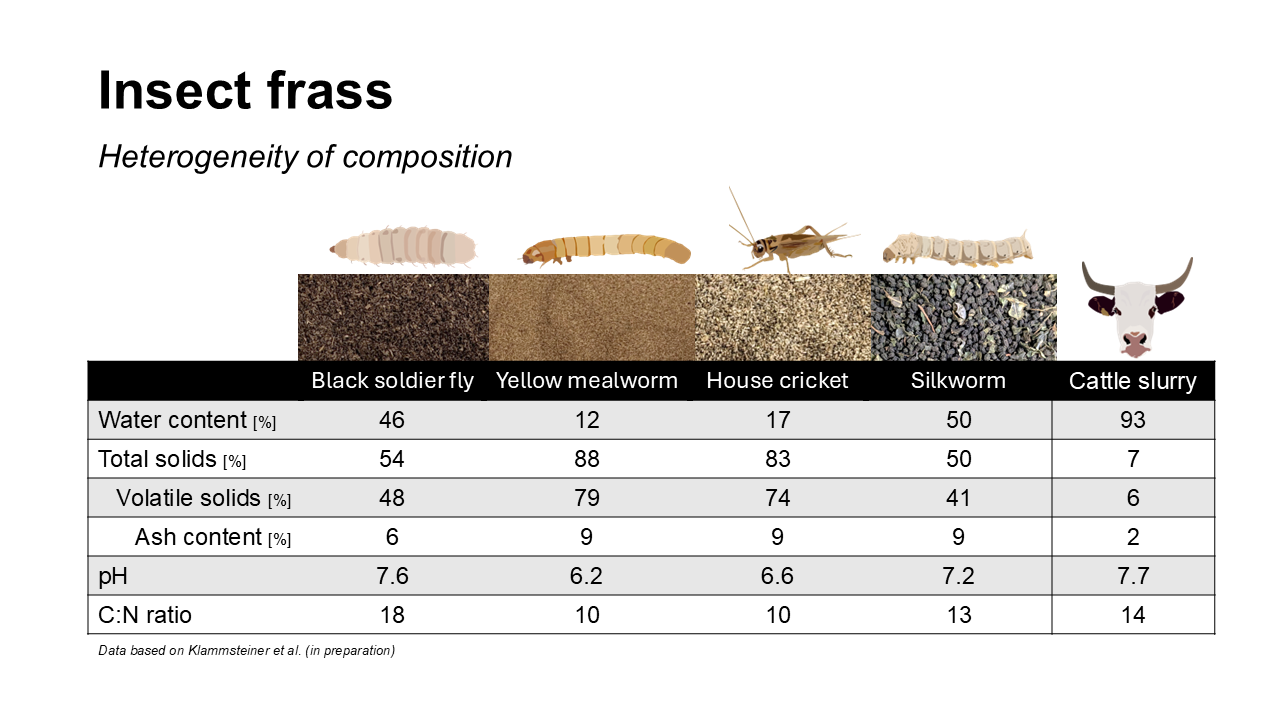 Insect frass
Heterogeneity of composition
Black soldier fly Yellow mealworm House cricket Silkworm Cattle slurry
Water content [%] 46 12 17 50 93
Total solids [%] 54 88 83 50 7
Volatile solids [%] 48 79 74 41 6
Ash content [%] 6 9 9 9 2
pH 7.6 6.2 6.6 7.2 7.7
C:N ratio 18 10 10 13 14
Data based on Klammsteiner et al. (in preparation)